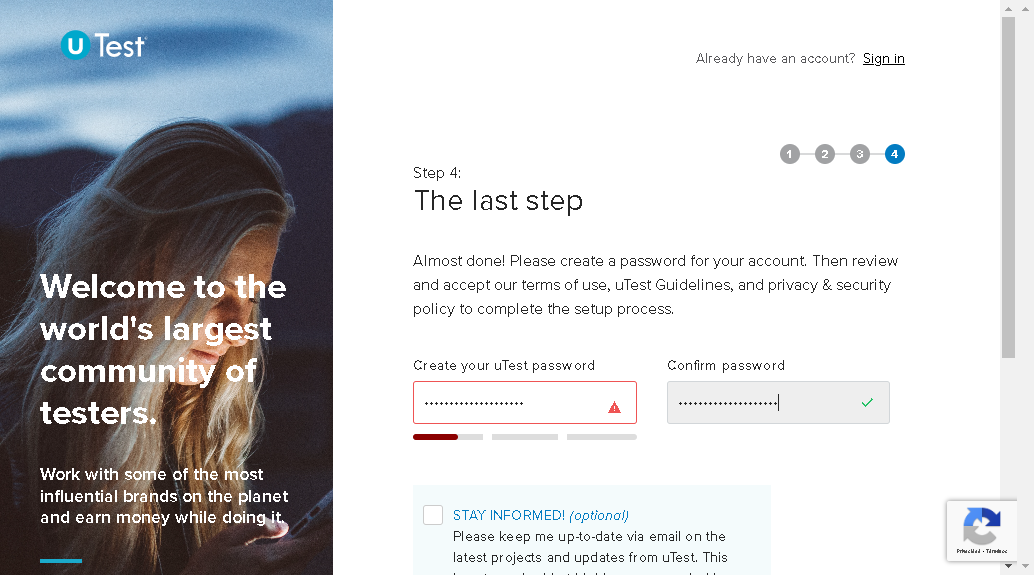 uTest
Already have an account? Sign in
1 2 3 4
Step 4:
The last step
Almost done! Please create a password for your account. Then review
and accept our terms of use, uTest Guidelines, and privacy & security
policy to complete the setup process.
Welcome to the
world's largest
community of
testers.
Work with some of the most
influential brands on the planet
and earn money while doing it.
Create your uTest password
Confirm password
STAY INFORMED! (optional)
Please keep me up-to-date via email on the
latest projects and updates from uTest. This